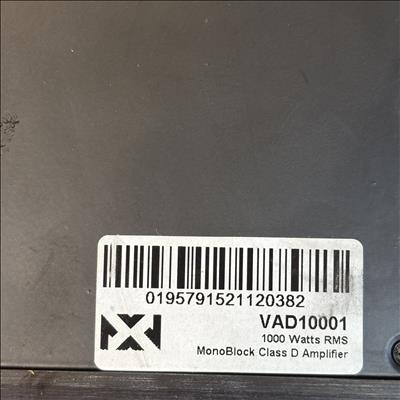 0195791521120382
VAD10001
1000 Watts RMS
MonoBlock Class D Amplifier